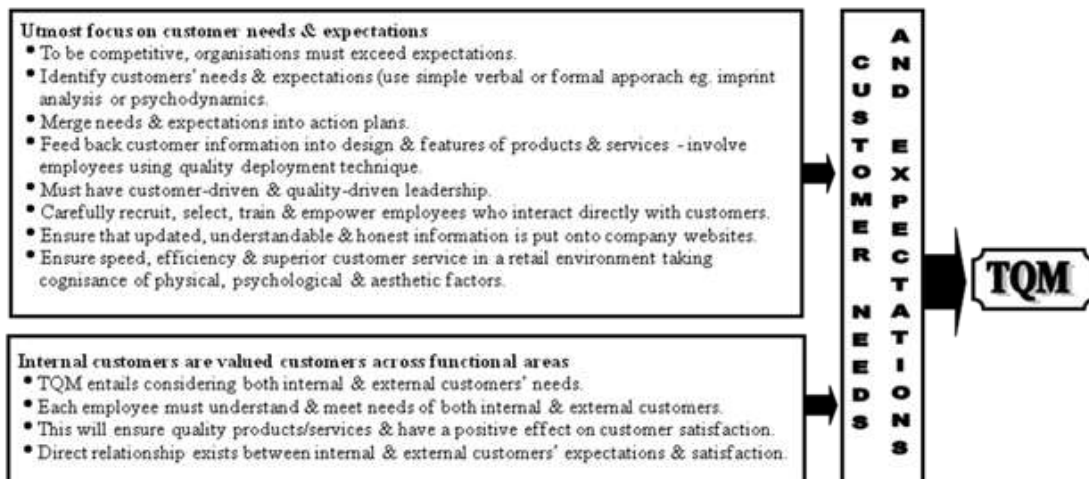 Utmost focus on customer needs & expectations
• To be competitive, organisations must exceed expectations.
• Identify customers' needs & expectations (use simple verbal or formal apporach eg. imprint
analysis or psychodynamics.
• Merge needs & expectations into action plans.
• Feed back customer information into design & features of products & services - involve
employees using quality deployment technique.
• Must have customer-driven & quality-driven leadership.
• Carefully recruit, select, train & empower employees who interact directly with customers.
• Ensure that updated, understandable & honest information is put onto company websites.
• Ensure speed, efficiency & superior customer service in a retail environment taking
cognisance of physical, psychological & aesthetic factors.
Internal customers are valued customers across functional areas
• TQM entails considering both internal & external customers' needs.
• Each employee must understand & meet needs of both internal & external customers.
• This will ensure quality products/services & have a positive effect on customer satisfaction.
• Direct relationship exists between internal & external customers' expectations & satisfaction.
CUSTOMER NEEDS
AND EXPECTATIONS
TQM